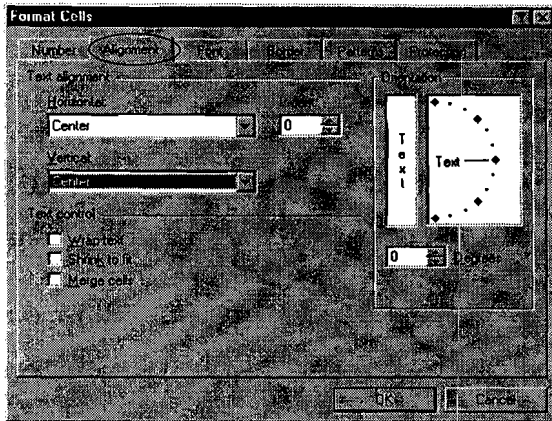 Format Cells
Number Alignment Font Border Patterns Protection
Text alignment
Horizontal:
Center 0
Vertical:
Center
Text control
Wrap text
Shrink to fit
Merge cells
Orientation
Text
Text
0 Degrees
OK Cancel